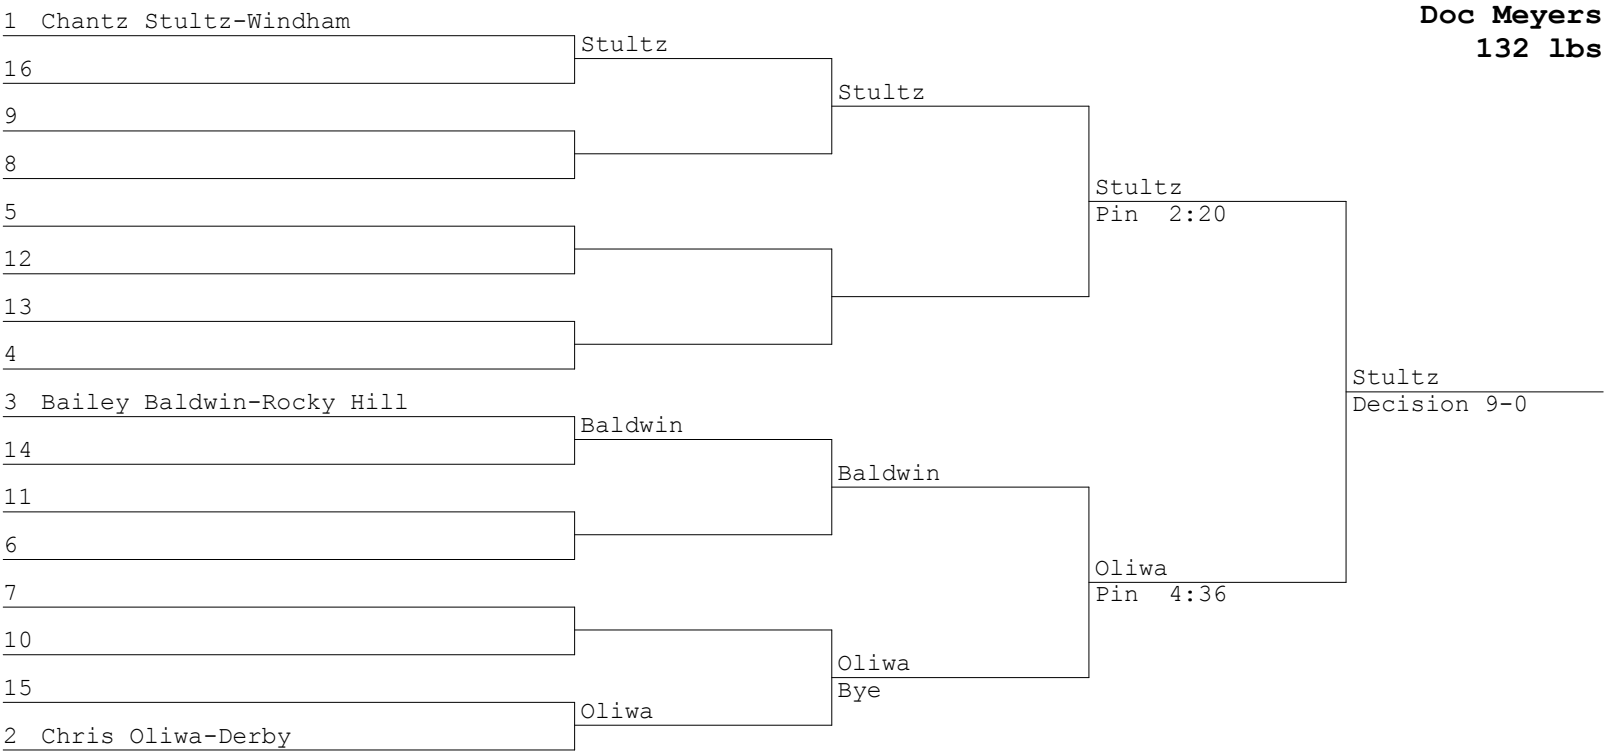 Doc Meyers
132 lbs
1 Chantz Stultz-Windham
Stultz
16
Stultz
9
8
Stultz
5
Pin 2:20
12
13
4
Stultz
3 Bailey Baldwin-Rocky Hill
Decision 9-0
Baldwin
14
Baldwin
11
6
Oliwa
7
Pin 4:36
10
Oliwa
15
Bye
Oliwa
2 Chris Oliwa-Derby